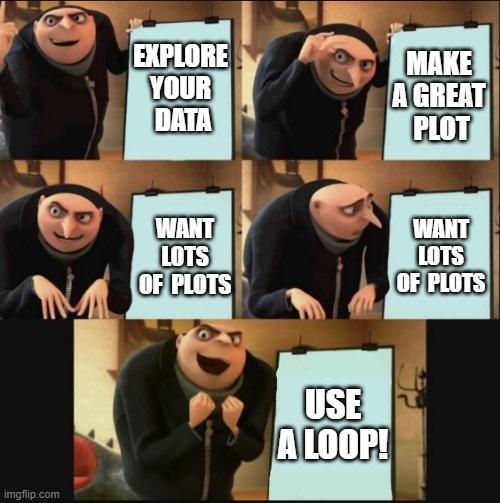 EXPLORE
YOUR
DATA
MAKE
A GREAT
PLOT
WANT
LOTS
OF PLOTS
WANT
LOTS
OF PLOTS
USE
A LOOP!
imgflip.com